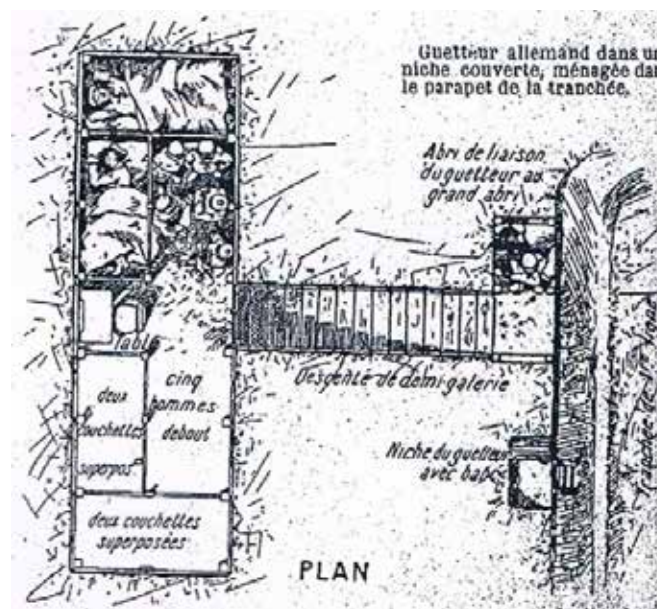 Guetteur allemand dans un
niche couverte, ménagée da
le parapet de la tranchée.
Abri de liaison
du guetteur au
grand abri
Table
Descente de demi-galerie
deux
couchettes
superpos
cinq
hommes
debout
Niche du guetteur
avec
deux couchettes
superposées
PLAN